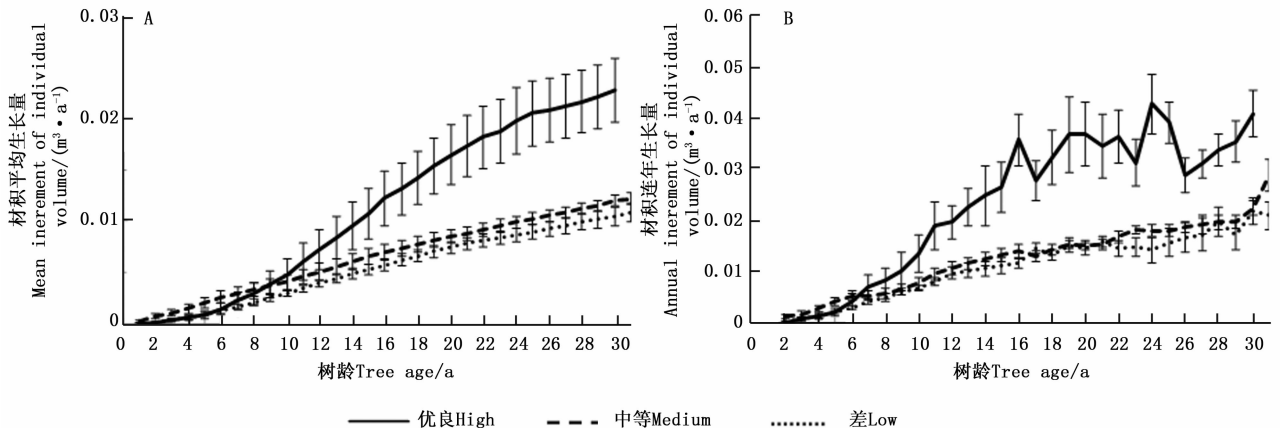 A
材积平均生长量
Mean inerement of individual
volume/(m³·a⁻¹)
0.03
0.02
0.01
0
0 2 4 6 8 10 12 14 16 18 20 22 24 26 28 30
树龄Tree age/a
B
材积连年生长量
Annual inerement of individual
volume/(m³·a⁻¹)
0.06
0.05
0.04
0.03
0.02
0.01
0
0 2 4 6 8 10 12 14 16 18 20 22 24 26 28 30
树龄Tree age/a
优良High 中等Medium 差Low